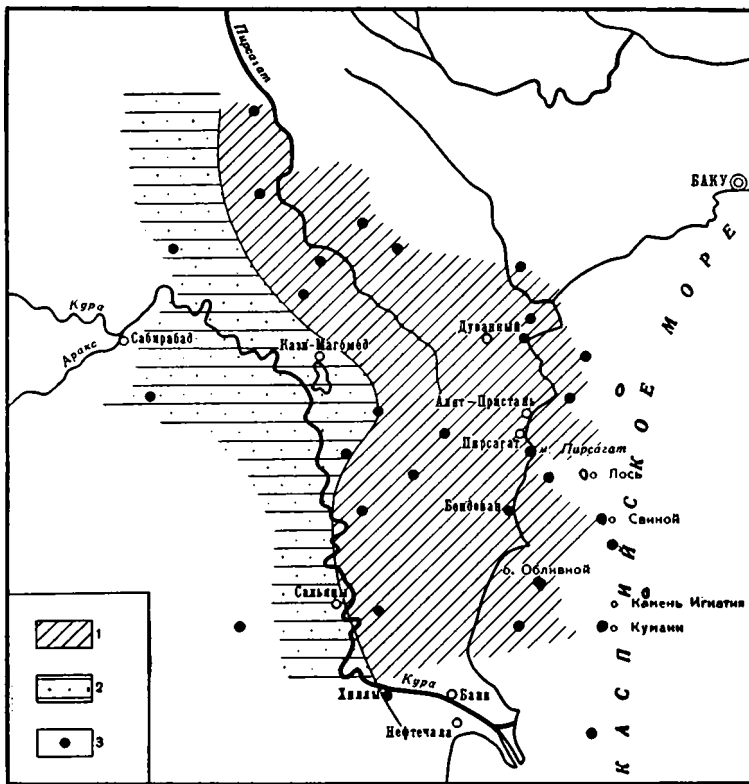 Пирсагат
БАКУ
КАСПИЙСКОЕ МОРЕ
Кура
Аракс
Сабирабад
Кази-Магомед
Дуванный
Алят-Пристань
Пирсагат
м. Пирсагат
Лось
Бендован
Свиной
б. Обливной
Камень Игнатия
Сальяны
Кумани
Кура
Хиллы
Банк
Нефтечала
1
2
3